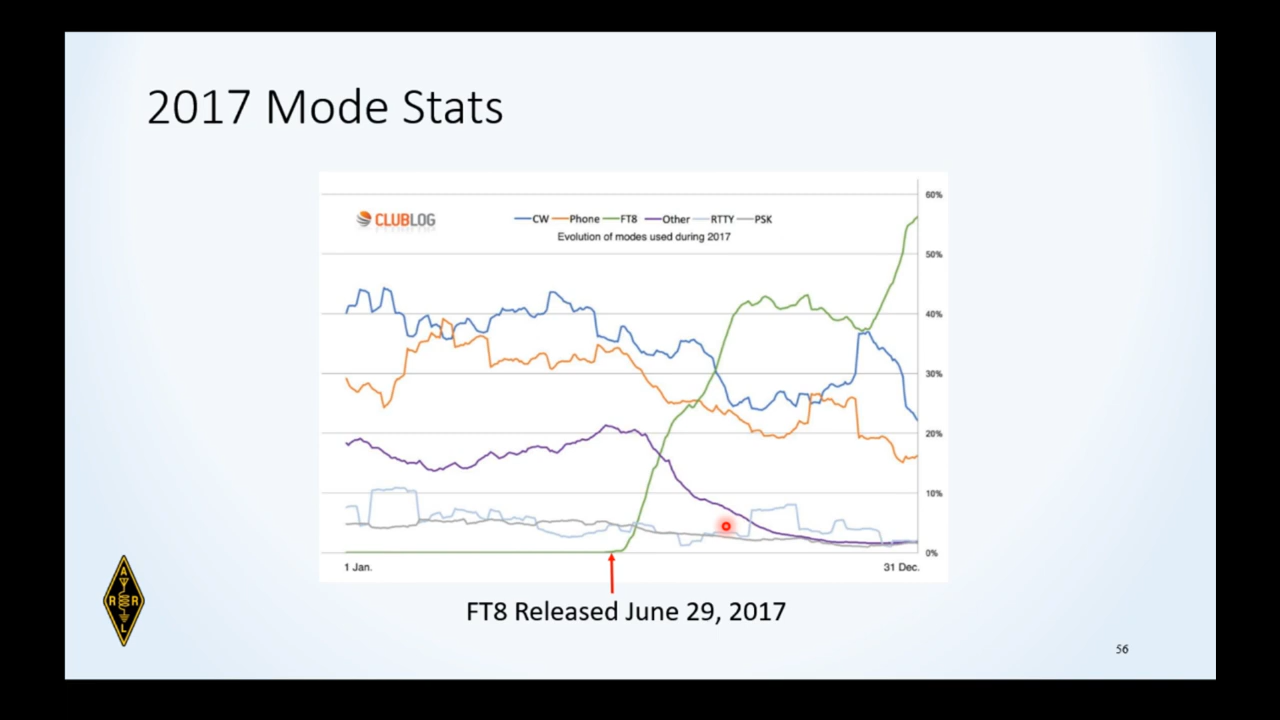 2017 Mode Stats
CLUBLOG
CW Phone FT8 Other RTTY PSK
Evolution of modes used during 2017
60%
50%
40%
30%
20%
10%
0%
1 Jan. 31 Dec.
FT8 Released June 29, 2017
A
R R
L
56